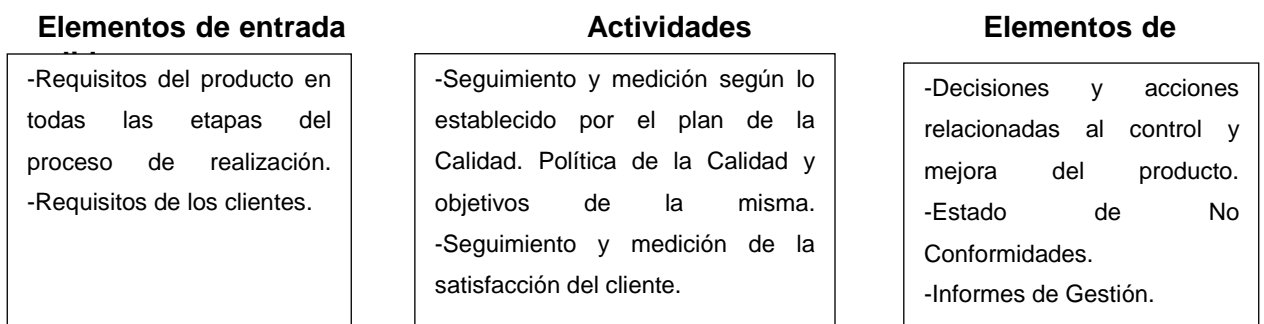 Elementos de entrada
Actividades
Elementos de
-Requisitos del producto en
todas las etapas del
proceso de realización.
-Requisitos de los clientes.
-Seguimiento y medición según lo
establecido por el plan de la
Calidad. Política de la Calidad y
objetivos de la misma.
-Seguimiento y medición de la
satisfacción del cliente.
-Decisiones y acciones
relacionadas al control y
mejora del producto.
-Estado de No
Conformidades.
-Informes de Gestión.